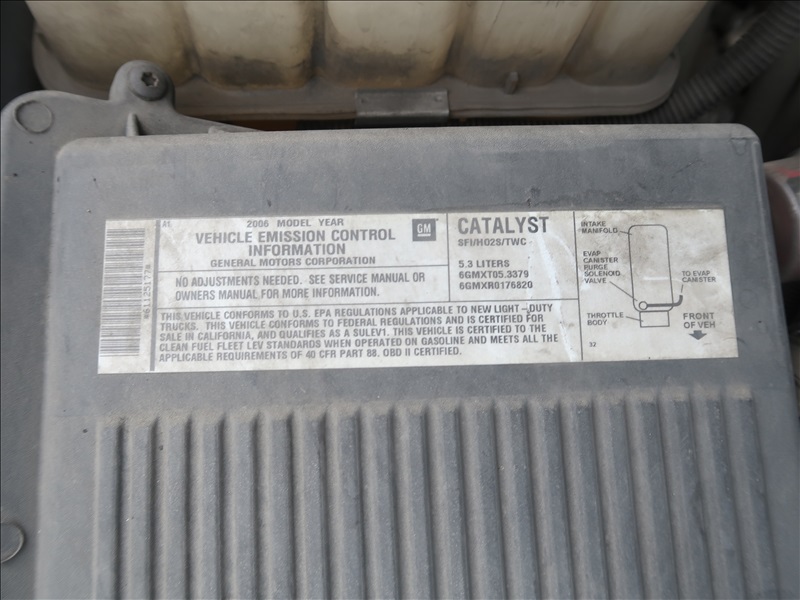 2006 MODEL YEAR
VEHICLE EMISSION CONTROL
INFORMATION
GENERAL MOTORS CORPORATION
GM
NO ADJUSTMENTS NEEDED. SEE SERVICE MANUAL OR
OWNERS MANUAL FOR MORE INFORMATION.
CATALYST
SFI/HO2S/TWC
5.3 LITERS
6GMXT05.3379
6GMXR0176820
THIS VEHICLE CONFORMS TO U.S. EPA REGULATIONS APPLICABLE TO NEW LIGHT-DUTY
TRUCKS. THIS VEHICLE CONFORMS TO FEDERAL REGULATIONS AND IS CERTIFIED FOR
SALE IN CALIFORNIA, AND QUALIFIES AS A SULEV1. THIS VEHICLE IS CERTIFIED TO THE
CLEAN FUEL FLEET LEV STANDARDS WHEN OPERATED ON GASOLINE AND MEETS ALL THE
APPLICABLE REQUIREMENTS OF 40 CFR PART 88. OBD II CERTIFIED.
INTAKE
MANIFOLD
EVAP
CANISTER
PURGE
SOLENOID
VALVE
TO EVAP
CANISTER
THROTTLE
BODY
FRONT
OF VEH
32